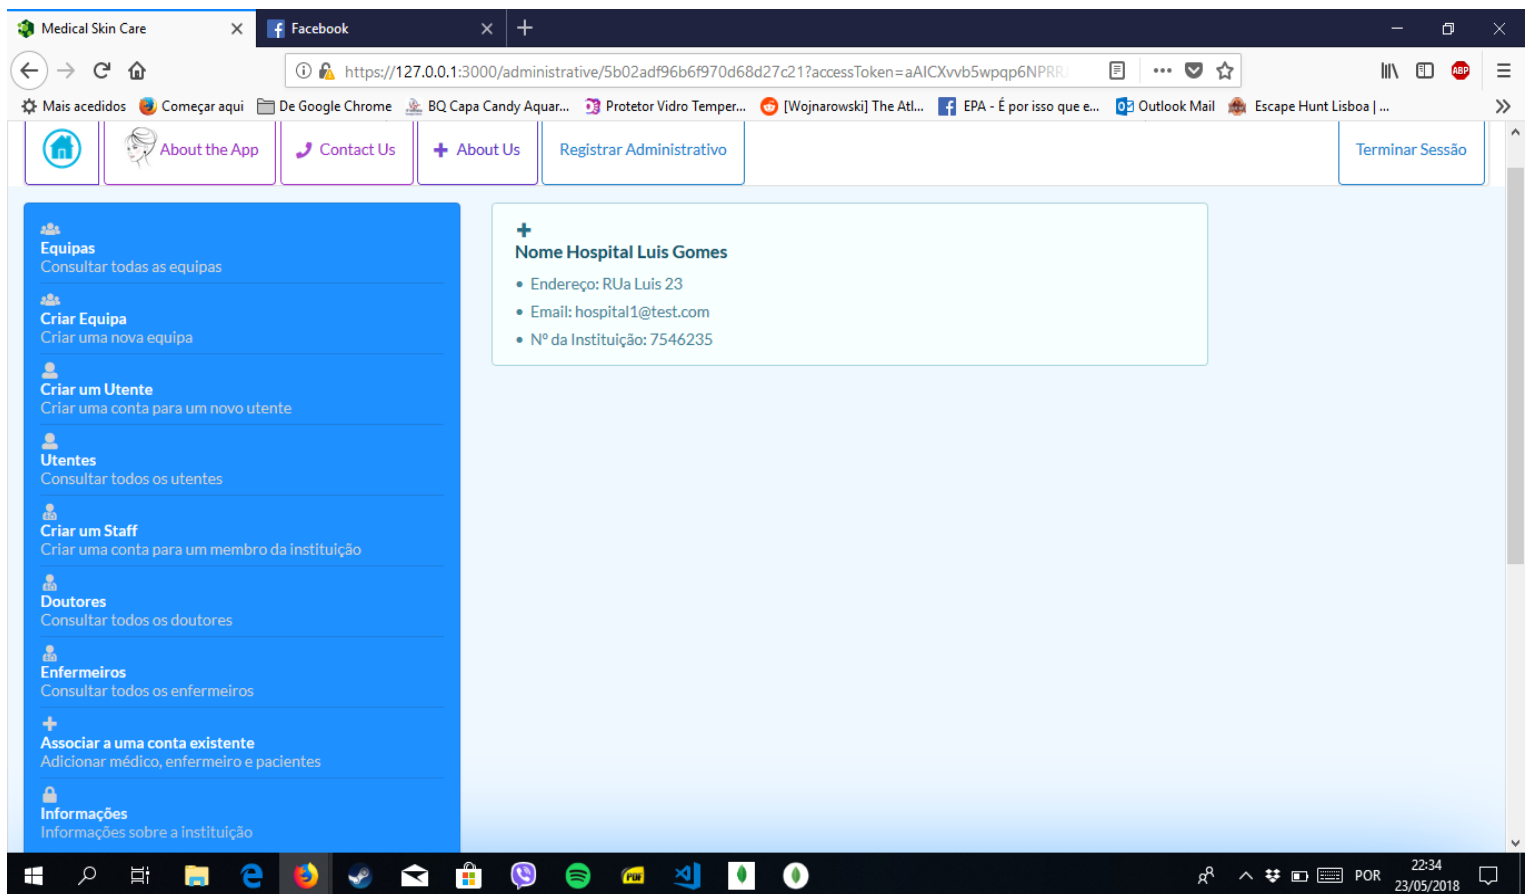 Medical Skin Care
Facebook
https://127.0.0.1:3000/administrative/5b02adf96b6f970d68d27c21?accessToken=aAICXvvb5wpqp6NPRR
ABP
Mais acedidos Começar aqui De Google Chrome BQ Capa Candy Aquar... Protetor Vidro Temper... [Wojnarowski] The Atl... EPA - É por isso que e... Outlook Mail Escape Hunt Lisboa | ...
About the App Contact Us About Us Registrar Administrativo Terminar Sessão
Equipas
Consultar todas as equipas
Criar Equipa
Criar uma nova equipa
Criar um Utente
Criar uma conta para um novo utente
Utentes
Consultar todos os utentes
Criar um Staff
Criar uma conta para um membro da instituição
Doutores
Consultar todos os doutores
Enfermeiros
Consultar todos os enfermeiros
Associar a uma conta existente
Adicionar médico, enfermeiro e pacientes
Informações
Informações sobre a instituição
Nome Hospital Luis Gomes
• Endereço: RUa Luis 23
• Email: hospital1@test.com
• Nº da Instituição: 7546235
PDF
POR
22:34
23/05/2018